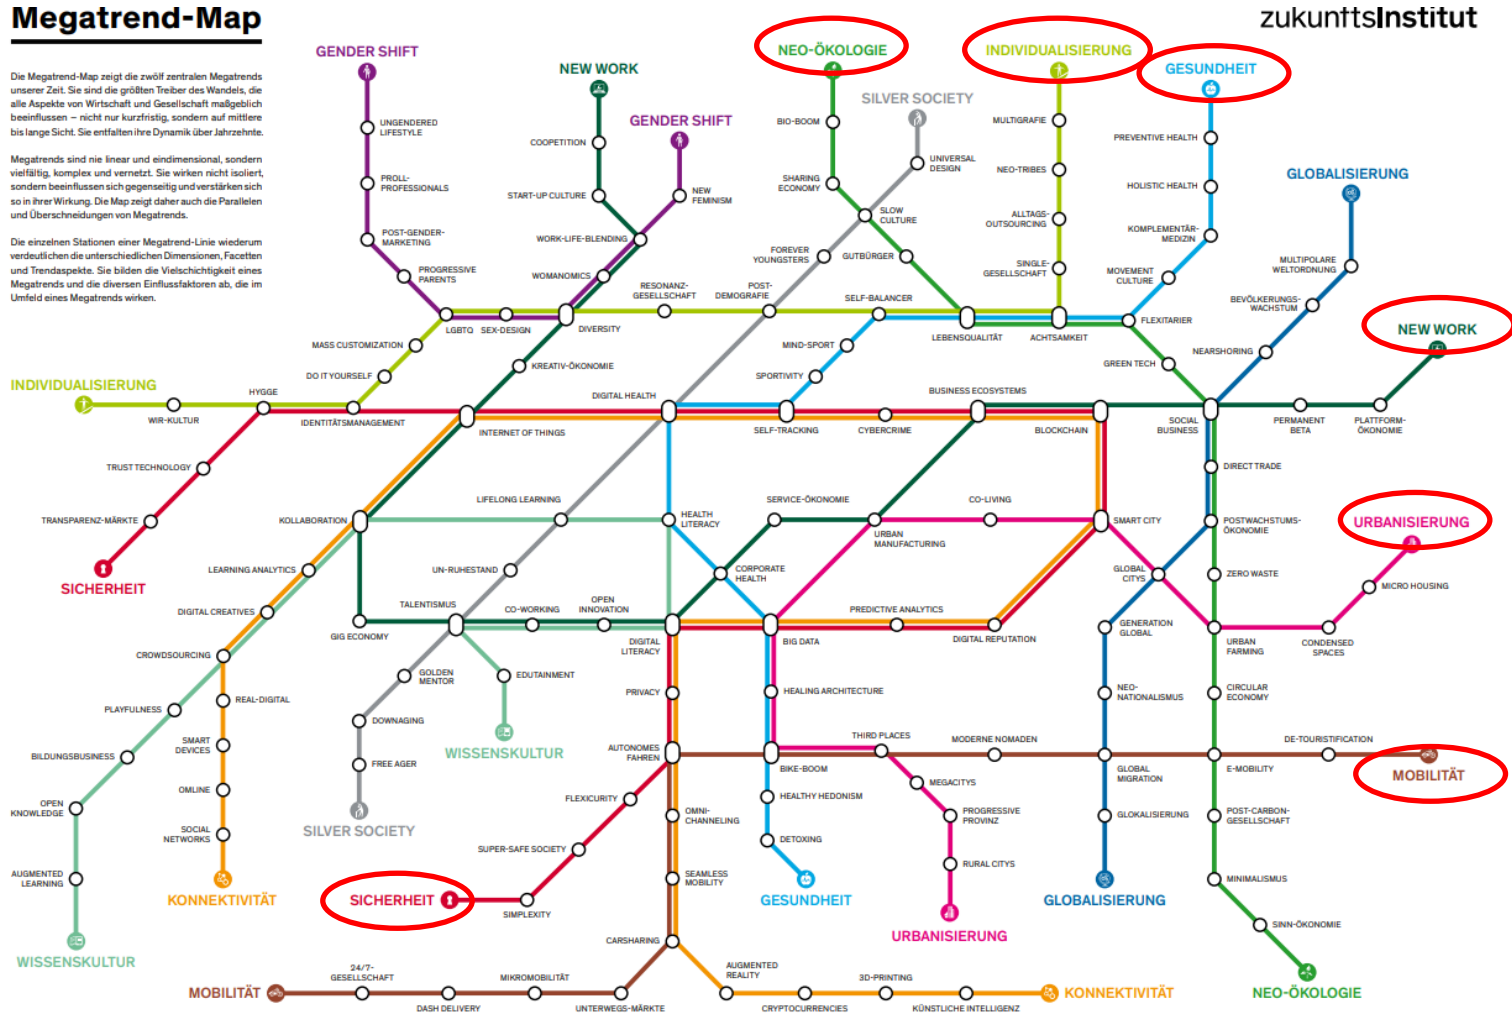 Megatrend-Map
zukunftsInstitut
Die Megatrend-Map zeigt die zwölf zentralen Megatrends
unserer Zeit. Sie sind die größten Treiber des Wandels, die
alle Aspekte von Wirtschaft und Gesellschaft maßgeblich
beeinflussen – nicht nur kurzfristig, sondern auf mittlere
bis lange Sicht. Sie entfalten ihre Dynamik über Jahrzehnte.
Megatrends sind nie linear und eindimensional, sondern
vielfältig, komplex und vernetzt. Sie wirken nicht isoliert,
sondern beeinflussen sich gegenseitig und verstärken sich
so in ihrer Wirkung. Die Map zeigt daher auch die Parallelen
und Überschneidungen von Megatrends.
Die einzelnen Stationen einer Megatrend-Linie wiederum
verdeutlichen die unterschiedlichen Dimensionen, Facetten
und Trendaspekte. Sie bilden die Vielschichtigkeit eines
Megatrends und die diversen Einflussfaktoren ab, die im
Umfeld eines Megatrends wirken.
GENDER SHIFT
UNGENDERED
LIFESTYLE
PROLL-
PROFESSIONALS
POST-GENDER-
MARKETING
PROGRESSIVE
PARENTS
NEW WORK
COOPETITION
START-UP CULTURE
WORK-LIFE-BLENDING
WOMANOMICS
GENDER SHIFT
NEW
FEMINISM
NEO-ÖKOLOGIE
BIO-BOOM
SHARING
ECONOMY
SLOW
CULTURE
GUTBÜRGER
SILVER SOCIETY
UNIVERSAL
DESIGN
FOREVER
YOUNGSTERS
POST-
DEMOGRAFIE
INDIVIDUALISIERUNG
MULTIGRAFIE
NEO-TRIBES
ALLTAGS-
OUTSOURCING
SINGLE-
GESELLSCHAFT
GESUNDHEIT
PREVENTIVE HEALTH
HOLISTIC HEALTH
KOMPLEMENTÄR-
MEDIZIN
MOVEMENT
CULTURE
GLOBALISIERUNG
MULTIPOLARE
WELTORDNUNG
BEVÖLKERUNGS-
WACHSTUM
NEARSHORING
LGBTQ
SEX-DESIGN
DIVERSITY
RESONANZ-
GESELLSCHAFT
SELF-BALANCER
LEBENSQUALITÄT
ACHTSAMKEIT
FLEXITARIER
GREEN TECH
MASS CUSTOMIZATION
DO IT YOURSELF
KREATIV-ÖKONOMIE
MIND-SPORT
SPORTIVITY
NEW WORK
INDIVIDUALISIERUNG
WIR-KULTUR
HYGGE
IDENTITÄTSMANAGEMENT
INTERNET OF THINGS
DIGITAL HEALTH
SELF-TRACKING
CYBERCRIME
BUSINESS ECOSYSTEMS
BLOCKCHAIN
SOCIAL
BUSINESS
PERMANENT
BETA
PLATTFORM-
ÖKONOMIE
TRUST TECHNOLOGY
TRANSPARENZ-MÄRKTE
SICHERHEIT
DIRECT TRADE
KOLLABORATION
LIFELONG LEARNING
HEALTH
LITERACY
SERVICE-ÖKONOMIE
URBAN
MANUFACTURING
CO-LIVING
SMART CITY
POSTWACHSTUMS-
ÖKONOMIE
URBANISIERUNG
LEARNING ANALYTICS
UN-RUHESTAND
CORPORATE
HEALTH
GLOBAL
CITYS
ZERO WASTE
MICRO HOUSING
DIGITAL CREATIVES
GIG ECONOMY
TALENTISMUS
CO-WORKING
OPEN
INNOVATION
DIGITAL
LITERACY
BIG DATA
PREDICTIVE ANALYTICS
DIGITAL REPUTATION
GENERATION
GLOBAL
URBAN
FARMING
CONDENSED
SPACES
CROWDSOURCING
GOLDEN
MENTOR
EDUTAINMENT
PRIVACY
HEALING ARCHITECTURE
NEO-
NATIONALISMUS
CIRCULAR
ECONOMY
REAL-DIGITAL
PLAYFULNESS
DOWNAGING
WISSENSKULTUR
SMART
DEVICES
BILDUNGSBUSINESS
FREE AGER
AUTONOMES
FAHREN
BIKE-BOOM
THIRD PLACES
MODERNE NOMADEN
GLOBAL
MIGRATION
E-MOBILITY
DE-TOURISTIFICATION
MOBILITÄT
OMLINE
OPEN
KNOWLEDGE
SOCIAL
NETWORKS
SILVER SOCIETY
FLEXICURITY
SUPER-SAFE SOCIETY
OMNI-
CHANNELING
HEALTHY HEDONISM
DETOXING
MEGACITYS
PROGRESSIVE
PROVINZ
RURAL CITYS
GLOKALISIERUNG
POST-CARBON-
GESELLSCHAFT
AUGMENTED
LEARNING
KONNEKTIVITÄT
SICHERHEIT
SIMPLEXITY
SEAMLESS
MOBILITY
GESUNDHEIT
URBANISIERUNG
GLOBALISIERUNG
MINIMALISMUS
SINN-ÖKONOMIE
WISSENSKULTUR
CARSHARING
MOBILITÄT
24/7-
GESELLSCHAFT
DASH DELIVERY
MIKROMOBILITÄT
UNTERWEGS-MÄRKTE
AUGMENTED
REALITY
CRYPTOCURRENCIES
3D-PRINTING
KÜNSTLICHE INTELLIGENZ
KONNEKTIVITÄT
NEO-ÖKOLOGIE